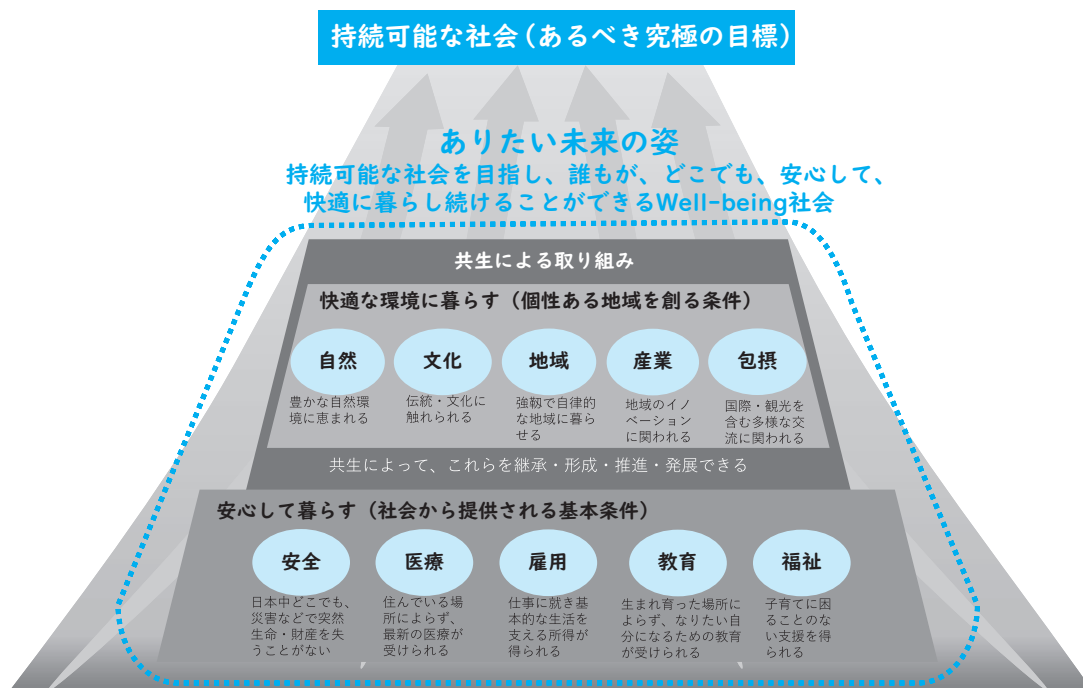 持続可能な社会（あるべき究極の目標）
ありたい未来の姿
持続可能な社会を目指し、誰もが、どこでも、安心して、
快適に暮らし続けることができるWell-being社会
共生による取り組み
快適な環境に暮らす（個性ある地域を創る条件）
自然
豊かな自然環
境に恵まれる
文化
伝統・文化に
触れられる
地域
強靭で自律的
な地域に暮ら
せる
産業
地域のイノ
ベーション
に関われる
包摂
国際・観光を
含む多様な交
流に関われる
共生によって、これらを継承・形成・推進・発展できる
安心して暮らす（社会から提供される基本条件）
安全
日本中どこでも、
災害などで突然
生命・財産を失
うことがない
医療
住んでいる場
所によらず、
最新の医療が
受けられる
雇用
仕事に就き基
本的な生活を
支える所得が
得られる
教育
生まれ育った場所に
よらず、なりたい自
分になるための教育
が受けられる
福祉
子育てに困
ることのな
い支援を得
られる